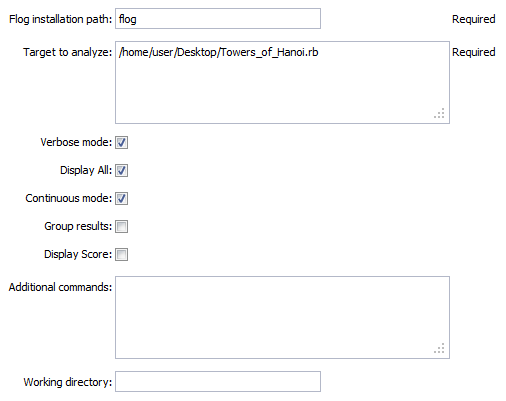 Flog installation path: flog Required
Target to analyze: /home/user/Desktop/Towers_of_Hanoi.rb Required
Verbose mode:
Display All:
Continuous mode:
Group results:
Display Score:
Additional commands:
Working directory: